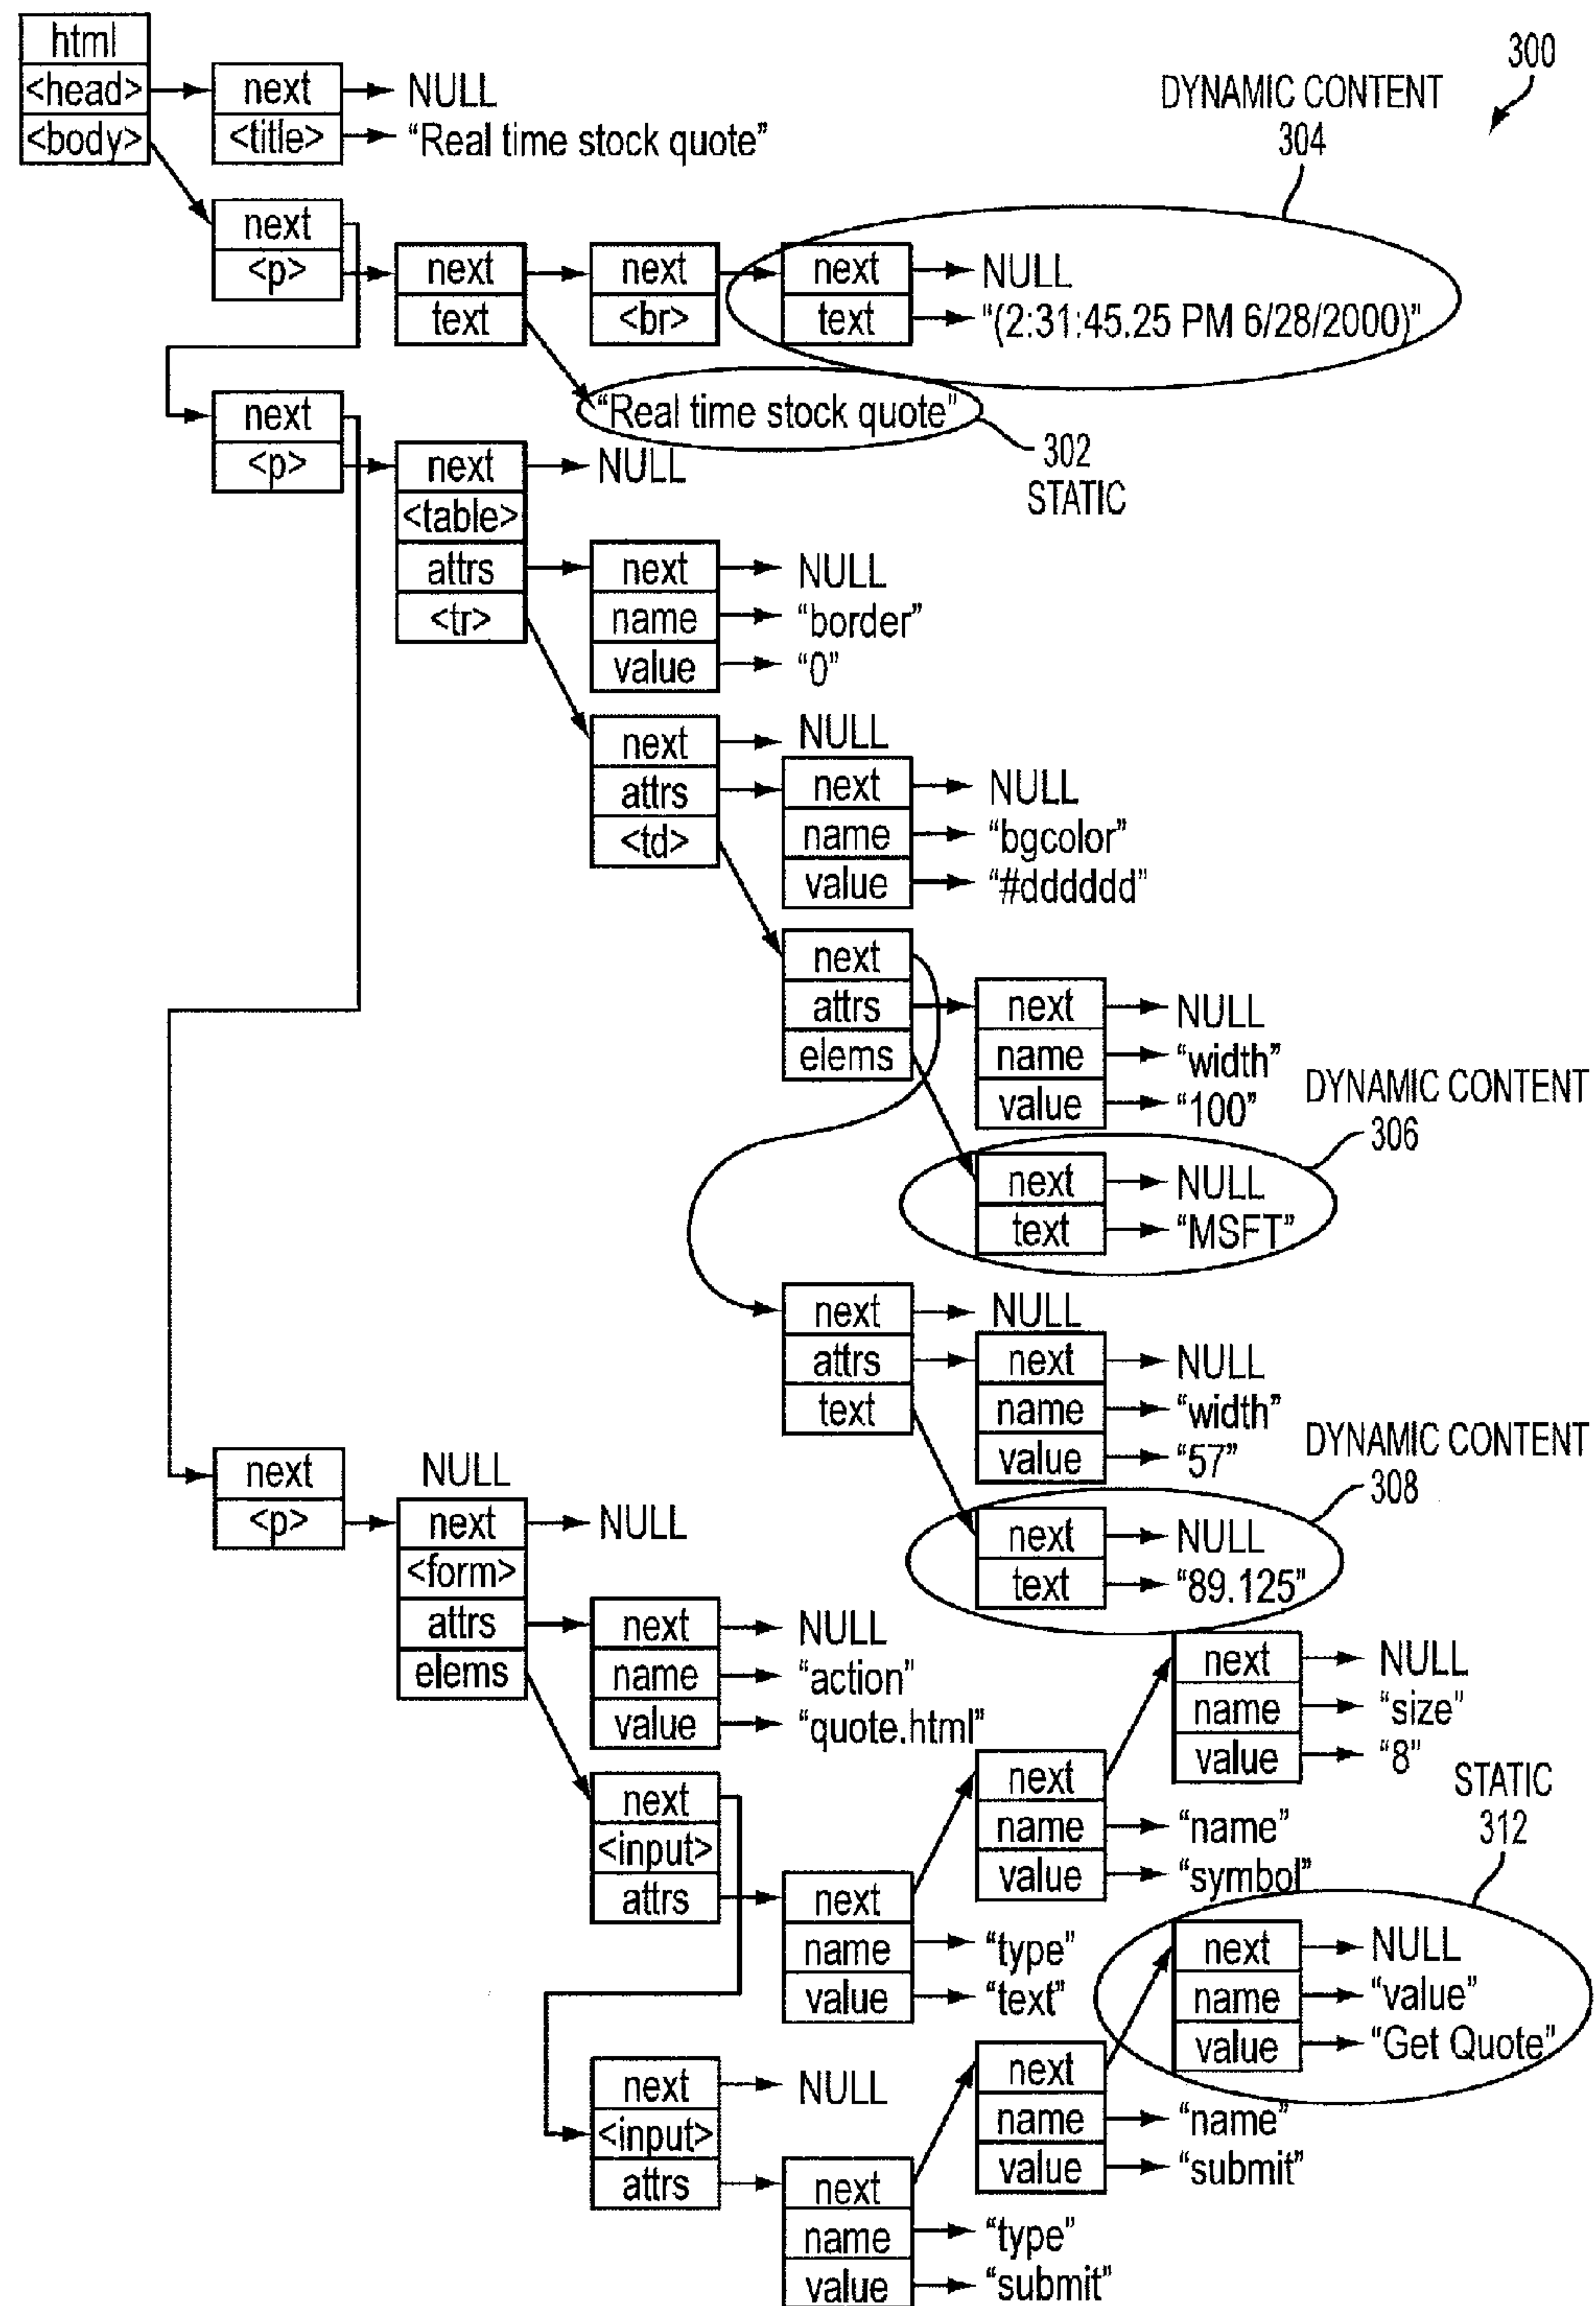 html
<head>
<body>
next
<title>
NULL
“Real time stock quote”
300
DYNAMIC CONTENT
304
next
<p>
next
text
next
<br>
next
text
NULL
“(2:31:45.25 PM 6/28/2000)”
“Real time stock quote”
302
STATIC
next
<p>
next
<table>
attrs
<tr>
NULL
next
name
value
NULL
“border”
“0”
next
attrs
<td>
NULL
next
name
value
NULL
“bgcolor”
“#dddddd”
next
attrs
elems
next
name
value
NULL
“width”
“100”
DYNAMIC CONTENT
306
next
text
NULL
“MSFT”
next
attrs
text
NULL
next
name
value
NULL
“width”
“57”
DYNAMIC CONTENT
308
next
text
NULL
“89.125”
next
<p>
NULL
next
<form>
attrs
elems
NULL
next
name
value
NULL
“action”
“quote.html”
next
<input>
attrs
next
name
value
“type”
“text”
next
name
value
“name”
“symbol”
next
name
value
NULL
“size”
“8”
STATIC
312
next
<input>
attrs
NULL
next
name
value
“type”
“submit”
next
name
value
“name”
“submit”
next
name
value
NULL
“value”
“Get Quote”